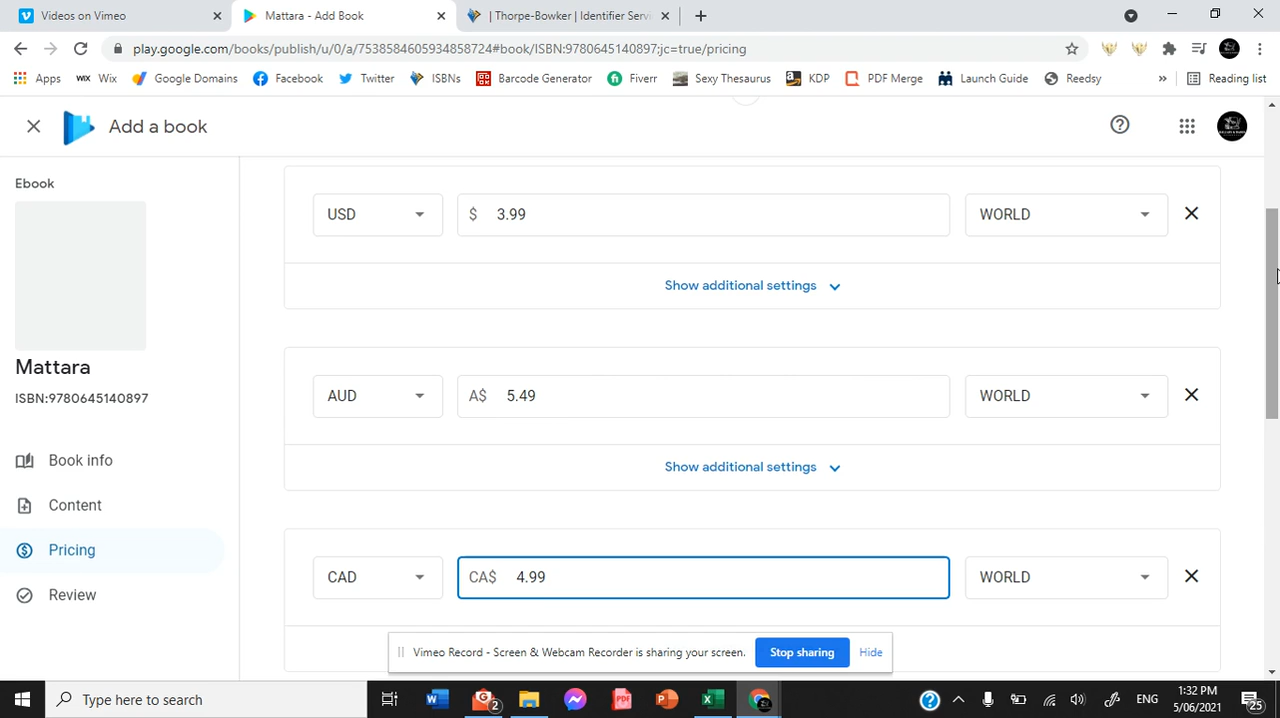 Videos on Vimeo
Mattara - Add Book
| Thorpe-Bowker | Identifier Serv
play.google.com/books/publish/u/0/a/7538584605934858724#book/ISBN:9780645140897;jc=true/pricing
Apps
Wix
Google Domains
Facebook
Twitter
ISBNs
Barcode Generator
Fiverr
Sexy Thesaurus
KDP
PDF Merge
Launch Guide
Reedsy
»
Reading list
Add a book
Ebook
Mattara
ISBN:9780645140897
Book info
Content
Pricing
Review
USD
$ 3.99
WORLD
Show additional settings
AUD
A$ 5.49
WORLD
Show additional settings
CAD
CA$ 4.99
WORLD
Vimeo Record - Screen & Webcam Recorder is sharing your screen.
Stop sharing
Hide
Type here to search
2
ENG
1:32 PM
5/06/2021
25